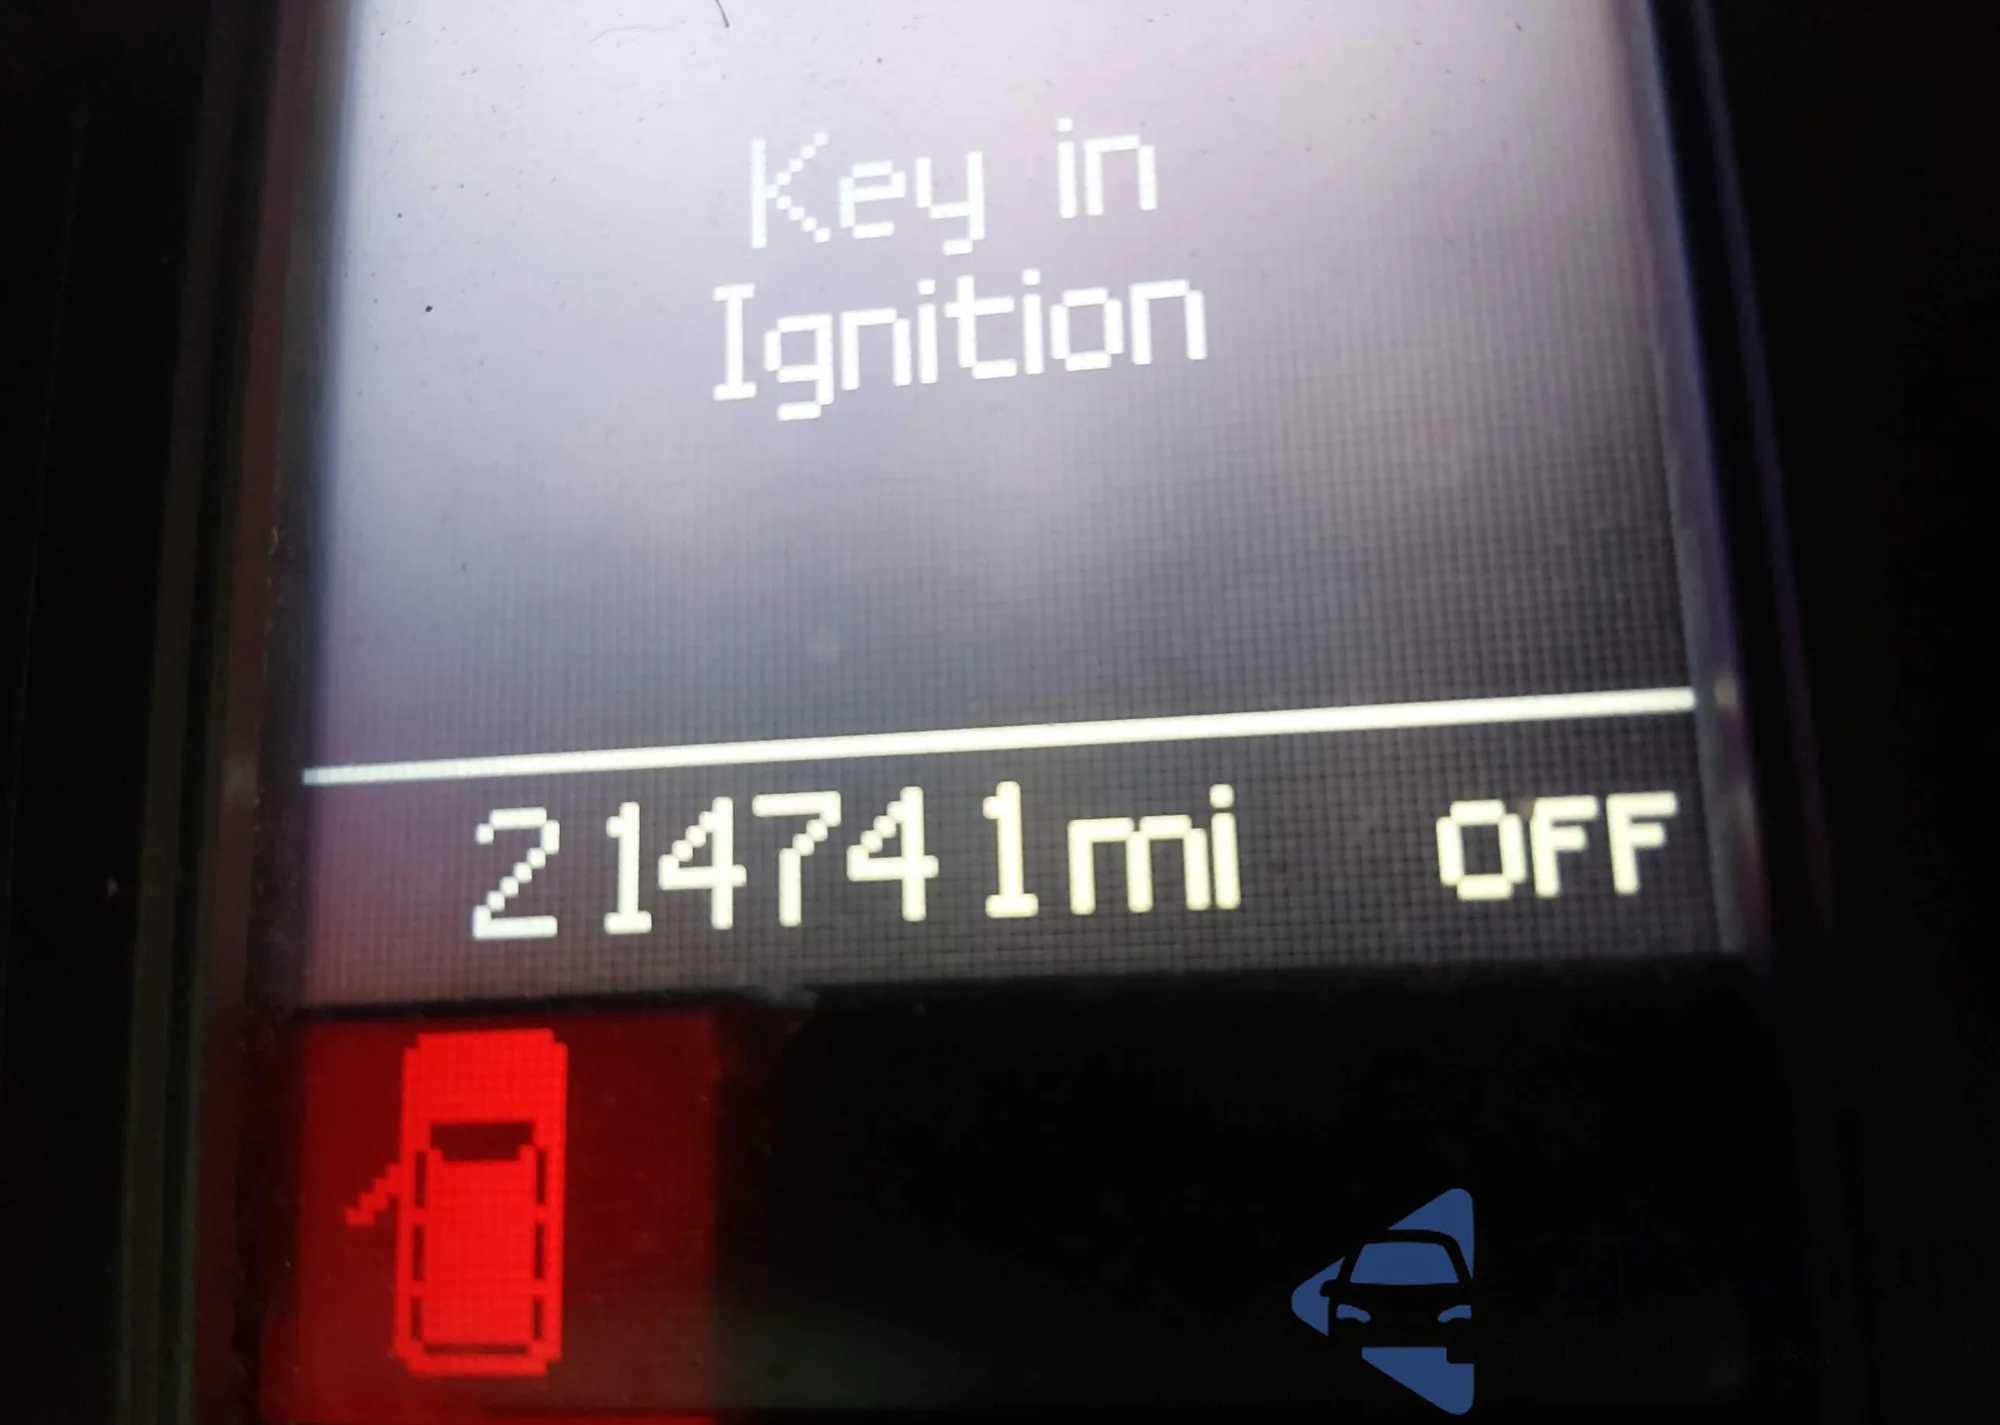 Key in
Ignition
214741mi OFF